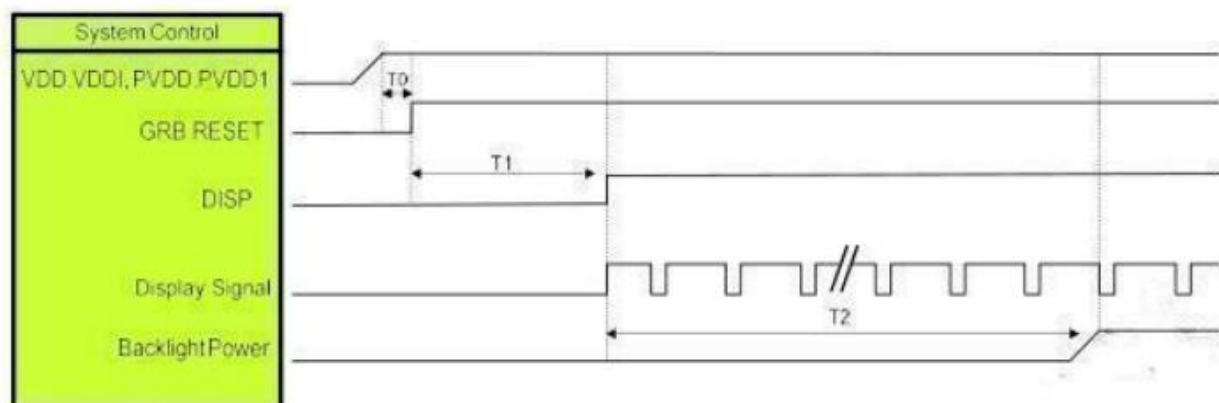 System Control
VDD.VDDI, PVDD.PVDD1
T0
GRB RESET
T1
DISP
Display Signal
T2
Backlight Power